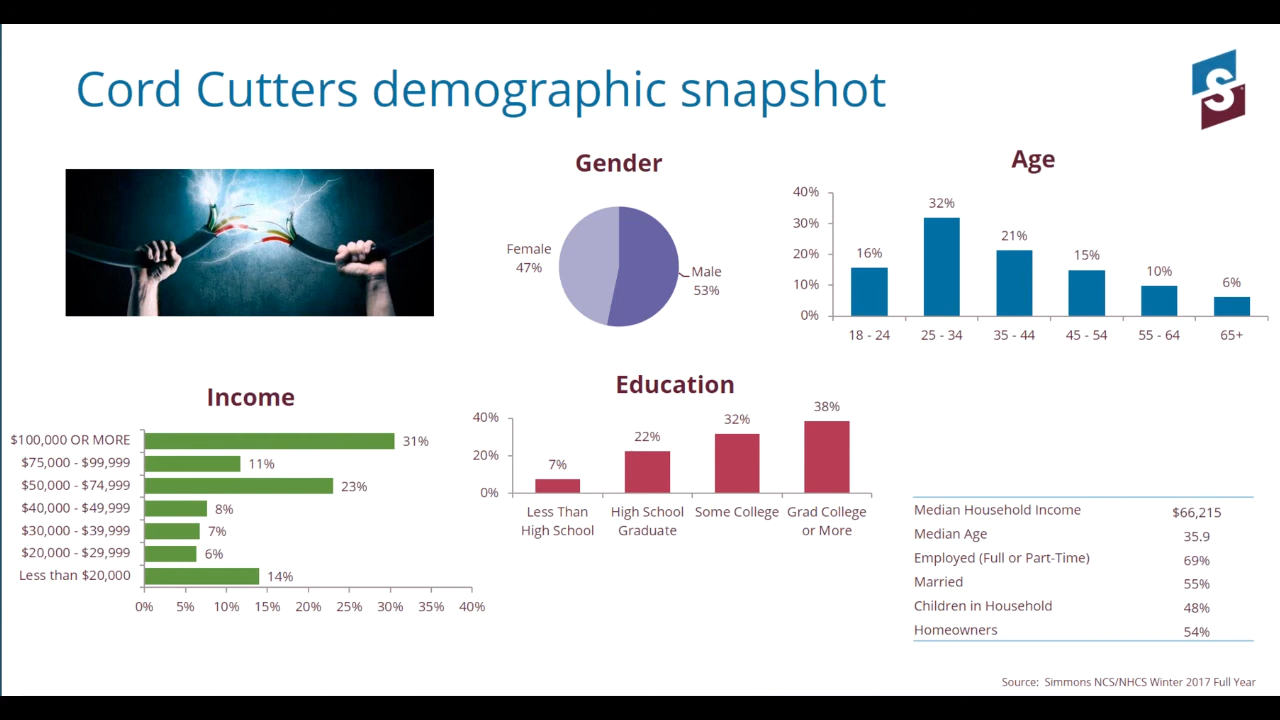 Cord Cutters demographic snapshot
S
Gender
Female
47%
Male
53%
Age
40%
30%
20%
10%
0%
16%
32%
21%
15%
10%
6%
18 - 24
25 - 34
35 - 44
45 - 54
55 - 64
65+
Income
$100,000 OR MORE
31%
$75,000 - $99,999
11%
$50,000 - $74,999
23%
$40,000 - $49,999
8%
$30,000 - $39,999
7%
$20,000 - $29,999
6%
Less than $20,000
14%
0%
5%
10%
15%
20%
25%
30%
35%
40%
Education
40%
20%
0%
7%
22%
32%
38%
Less Than
High School
High School
Graduate
Some College
Grad College
or More
Median Household Income $66,215
Median Age 35.9
Employed (Full or Part-Time) 69%
Married 55%
Children in Household 48%
Homeowners 54%
Source: Simmons NCS/NHCS Winter 2017 Full Year